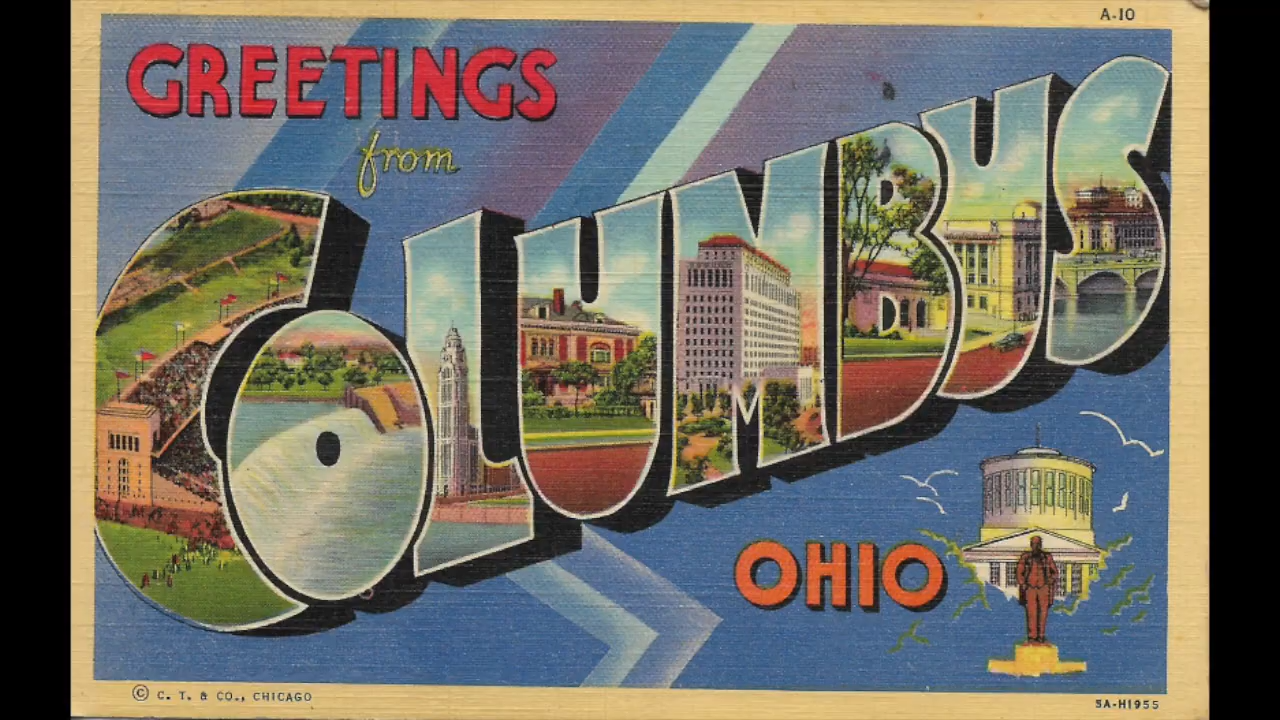 A-10
GREETINGS
from
COLUMBUS
OHIO
© C. T. & CO., CHICAGO
5A-H1955